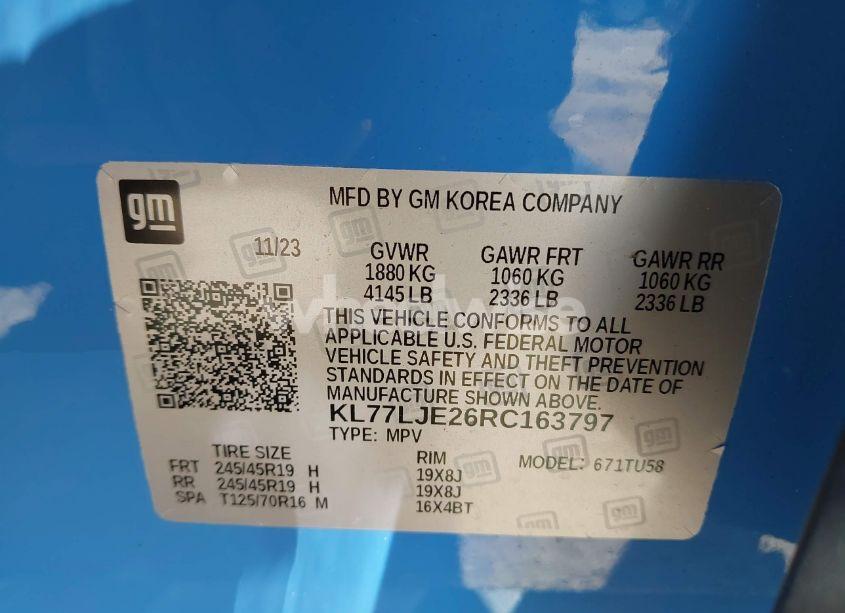 gm
MFD BY GM KOREA COMPANY
11/23
GVWR GAWR FRT GAWR RR
1880 KG 1060 KG 1060 KG
4145 LB 2336 LB 2336 LB
THIS VEHICLE CONFORMS TO ALL
APPLICABLE U.S. FEDERAL MOTOR
VEHICLE SAFETY AND THEFT PREVENTION
STANDARDS IN EFFECT ON THE DATE OF
MANUFACTURE SHOWN ABOVE.
KL77LJE26RC163797
TYPE: MPV
TIRE SIZE RIM MODEL: 671TU58
FRT 245/45R19 H 19X8J
RR 245/45R19 H 19X8J
SPA T125/70R16 M 16X4BT